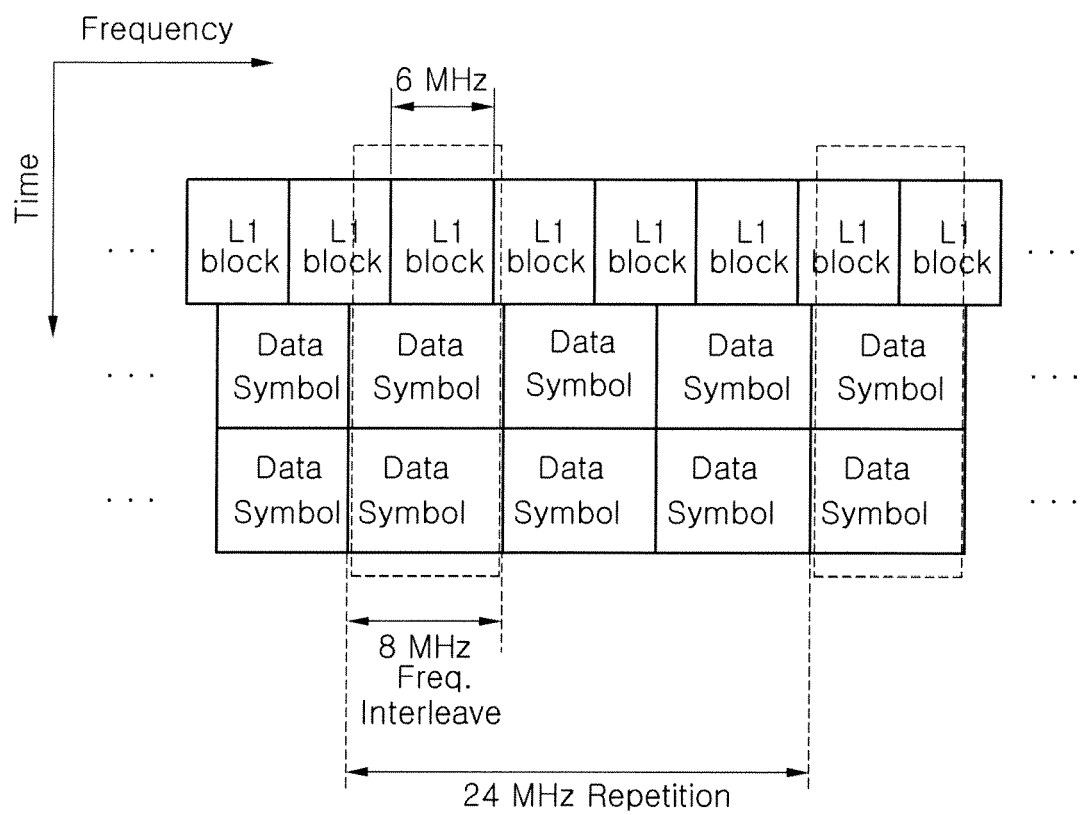 Frequency
6 MHz
Time
L1 L1 L1 L1 L1 L1 L1 L1
. . . block block block block block block block block . . .
Data Data Data Data Data
. . . Symbol Symbol Symbol Symbol Symbol . . .
Data Data Data Data Data
. . . Symbol Symbol Symbol Symbol Symbol . . .
8 MHz
Freq.
Interleave
24 MHz Repetition